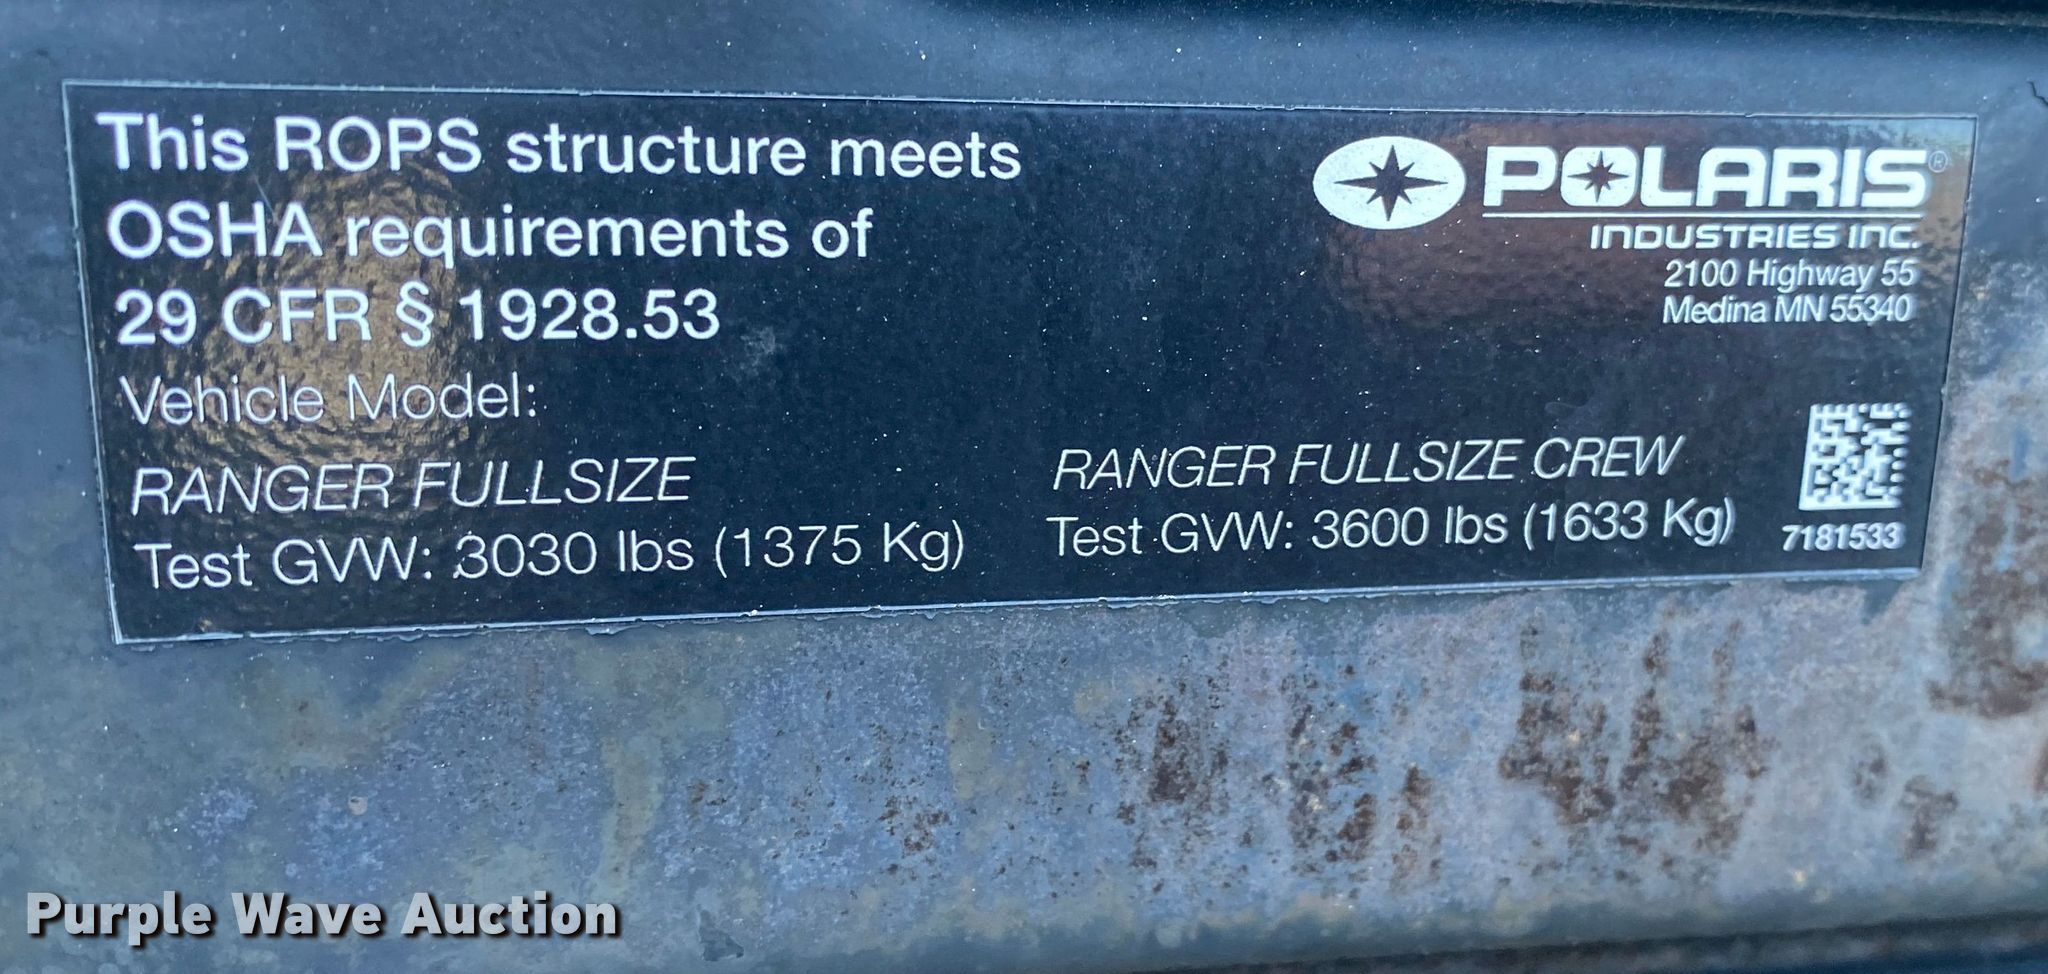 This ROPS structure meets
OSHA requirements of
29 CFR § 1928.53
Vehicle Model:
RANGER FULLSIZE
Test GVW: 3030 lbs (1375 Kg)
RANGER FULLSIZE CREW
Test GVW: 3600 lbs (1633 Kg)
POLARIS®
INDUSTRIES INC.
2100 Highway 55
Medina MN 55340
7181533
Purple Wave Auction